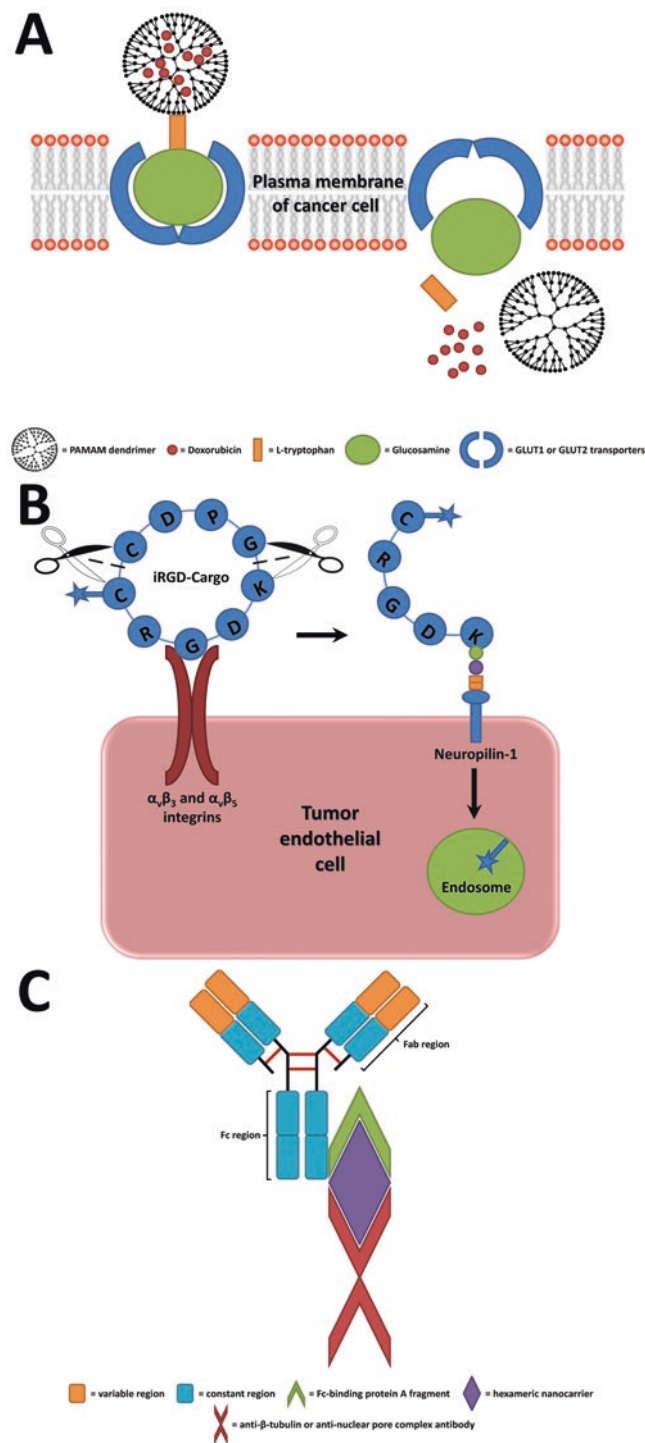 A
Plasma membrane
of cancer cell
= PAMAM dendrimer
= Doxorubicin
= L-tryptophan
= Glucosamine
= GLUT1 or GLUT2 transporters
B
C
D
P
G
K
D
G
R
C
iRGD-Cargo
C
R
G
D
K
Neuropilin-1
αvβ3 and αvβ5
integrins
Tumor
endothelial
cell
Endosome
C
Fab region
Fc region
= variable region
= constant region
= Fc-binding protein A fragment
= hexameric nanocarrier
= anti-β-tubulin or anti-nuclear pore complex antibody